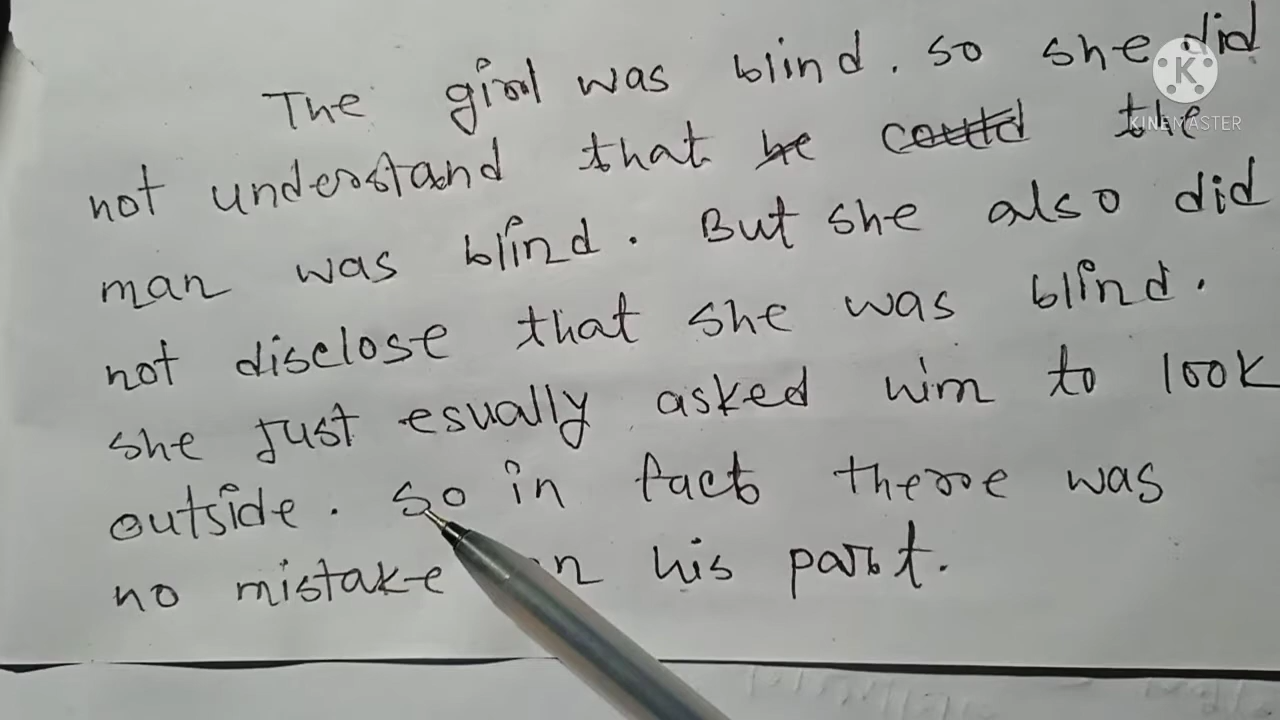 The girl was blind. so she did
not understand that he could the
man was blind. But she also did
not disclose that she was blind.
she just esually asked him to look
outside. So in fact there was
no mistake on his part.
K
KINEMASTER